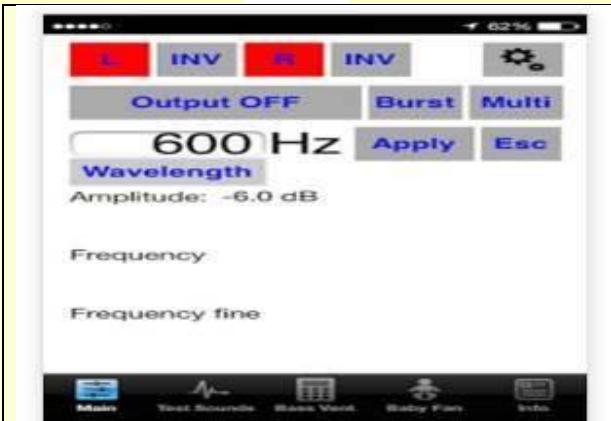 62%
L INV R INV
Output OFF Burst Multi
600 Hz Apply Esc
Wavelength
Amplitude: -6.0 dB
Frequency
Frequency fine
Main Test Sounds Bass Vent Baby Fan Info